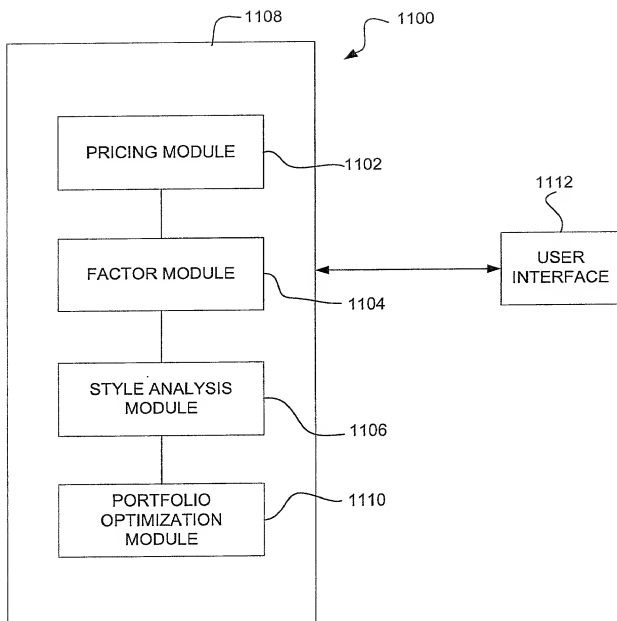 1108
1100
PRICING MODULE
1102
1112
USER
INTERFACE
FACTOR MODULE
1104
STYLE ANALYSIS
MODULE
1106
PORTFOLIO
OPTIMIZATION
MODULE
1110